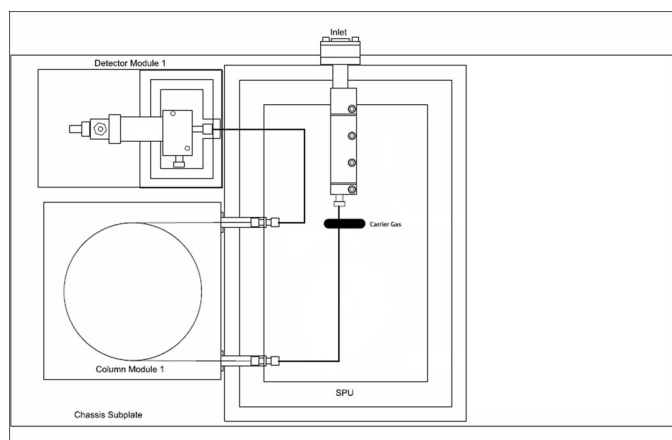 Inlet
Detector Module 1
Carrier Gas
Column Module 1
SPU
Chassis Subplate